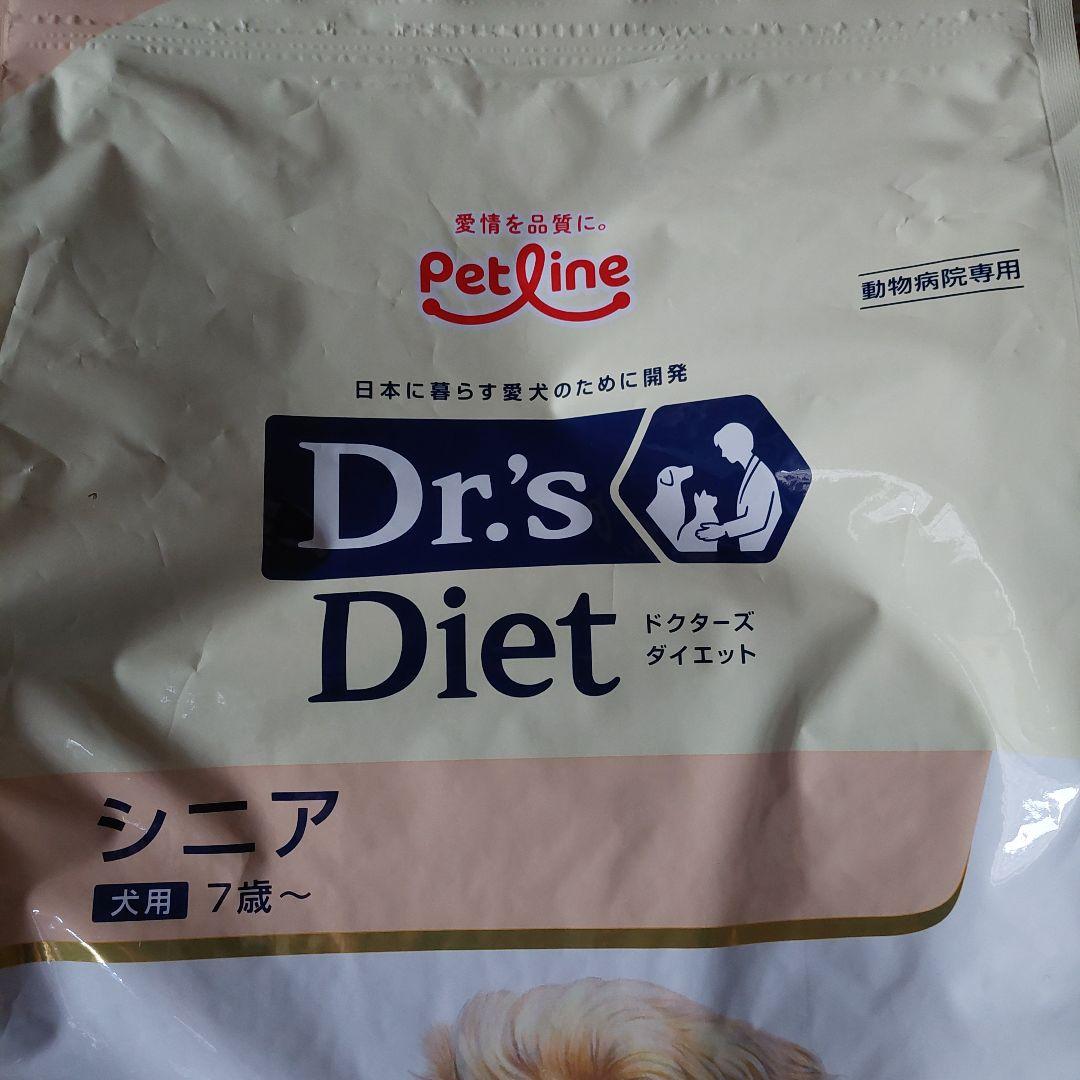 愛情を品質に。
Petline
動物病院専用
日本に暮らす愛犬のために開発
Dr.'s
Diet
ドクターズ
ダイエット
シニア
犬用 7歳~